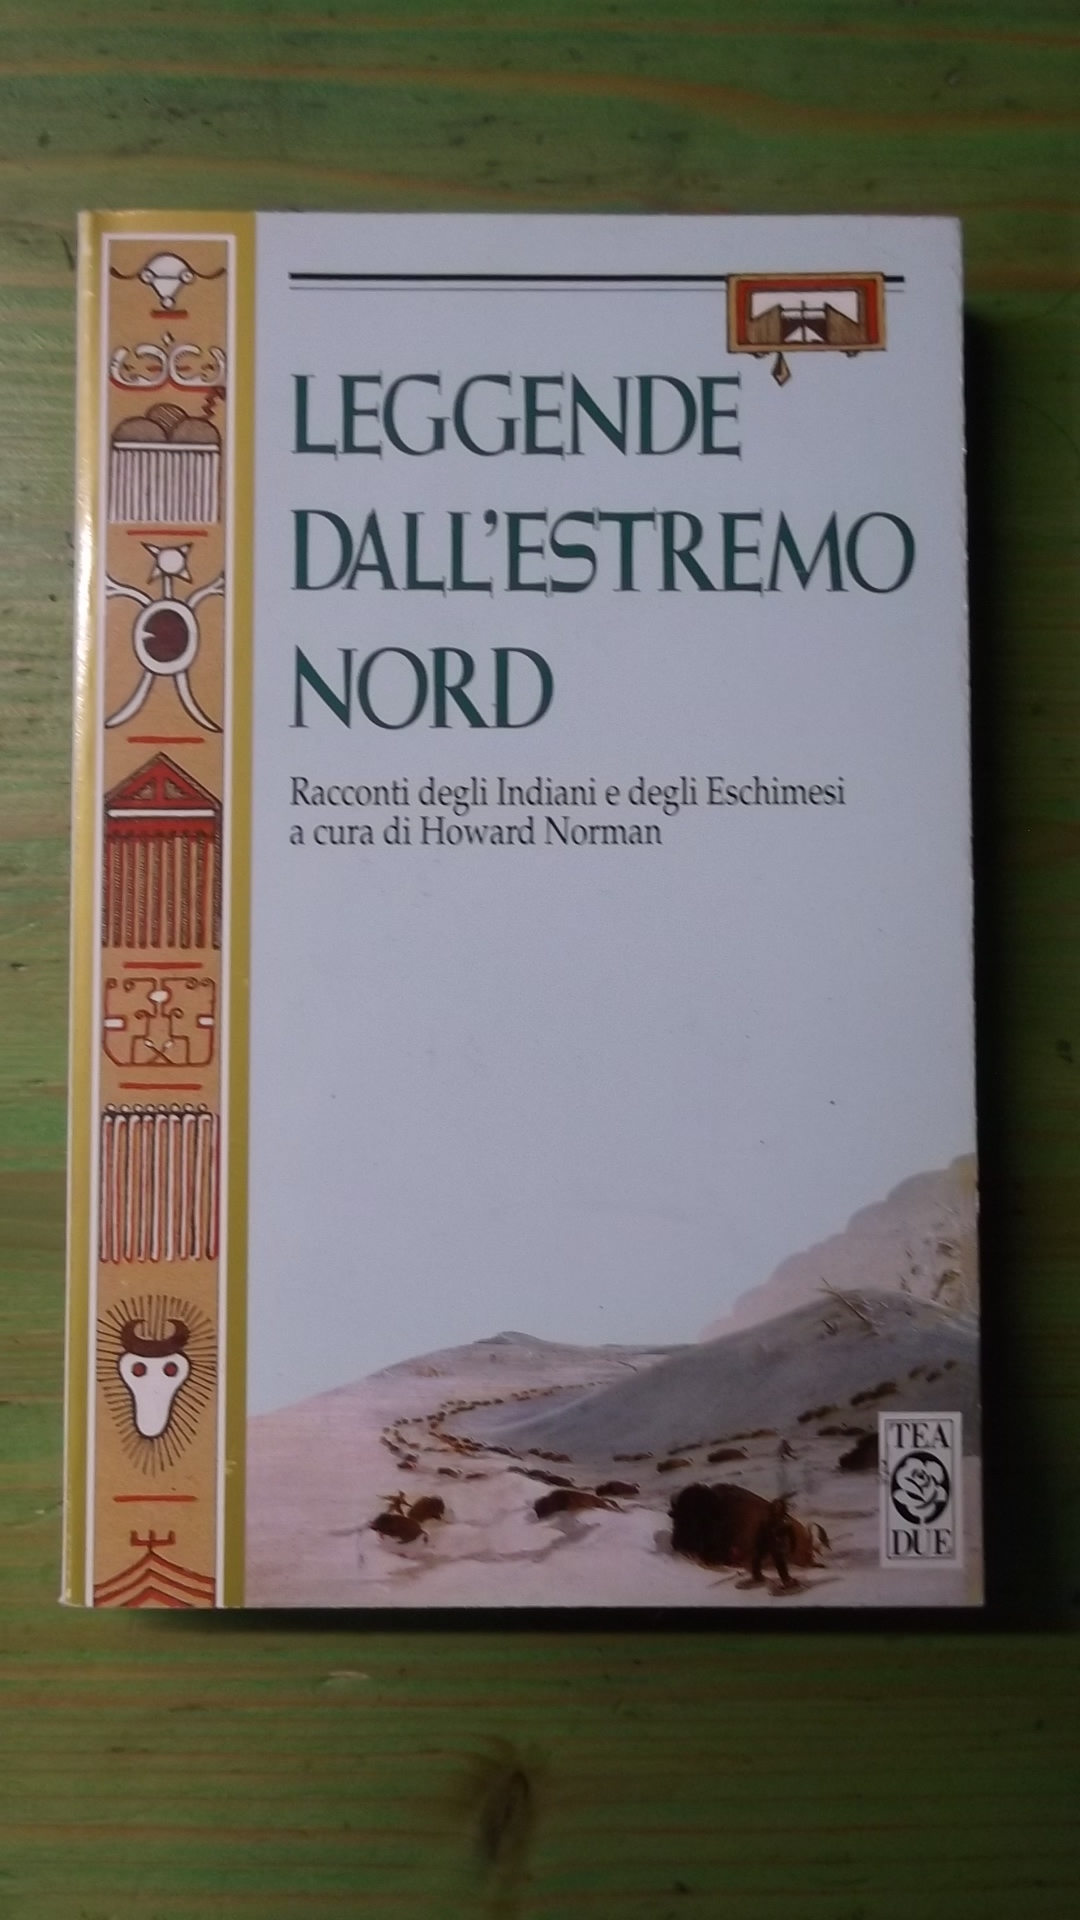 LEGGENDE
DALL'ESTREMO
NORD
Racconti degli Indiani e degli Eschimesi
a cura di Howard Norman
TEA
DUE